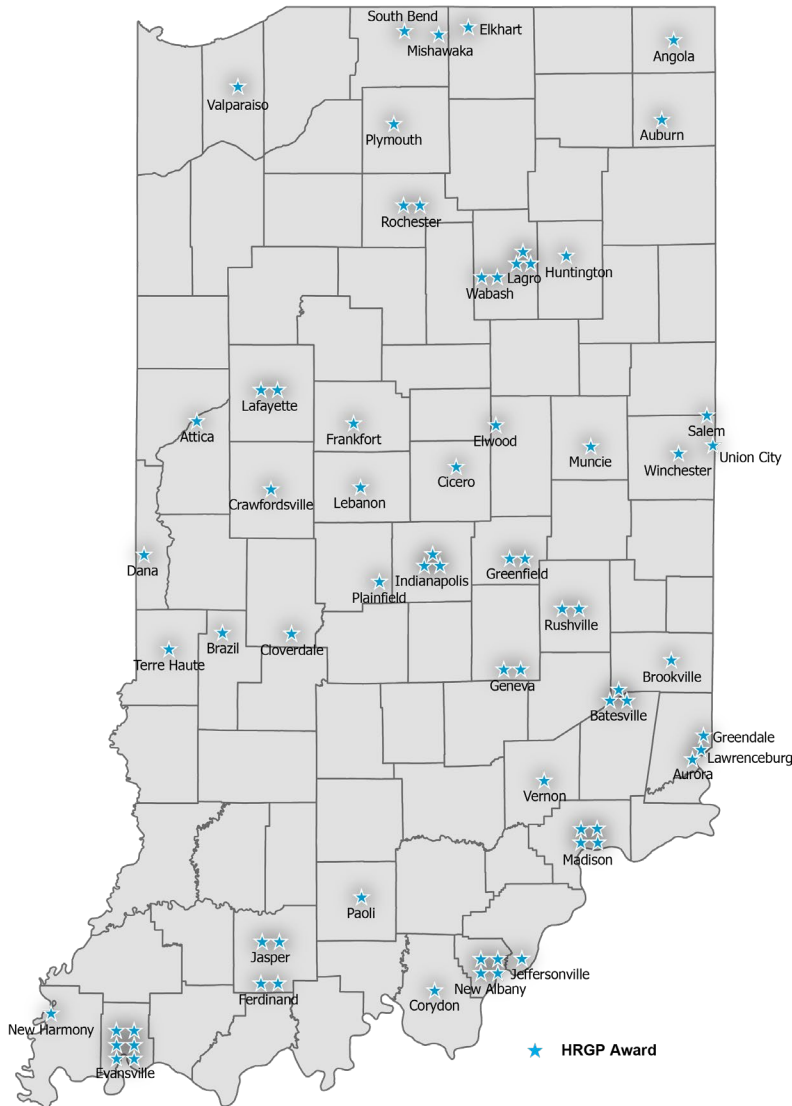 South Bend
Elkhart
Mishawaka
Angola
Valparaiso
Plymouth
Auburn
Rochester
Huntington
Lagro
Wabash
Lafayette
Attica
Frankfort
Elwood
Salem
Union City
Muncie
Winchester
Cicero
Crawfordsville
Lebanon
Dana
Indianapolis
Greenfield
Plainfield
Rushville
Brazil
Cloverdale
Terre Haute
Brookville
Geneva
Batesville
Greendale
Lawrenceburg
Aurora
Vernon
Madison
Paoli
Jasper
Jeffersonville
New Albany
Ferdinand
Corydon
New Harmony
HRGP Award
Evansville